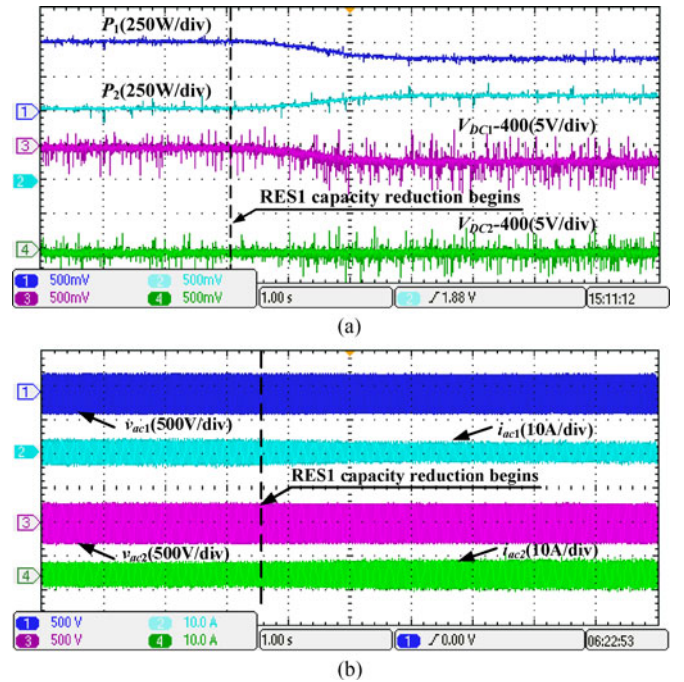 P1(250W/div)
P2(250W/div)
VDC1-400(5V/div)
RES1 capacity reduction begins
VDC2-400(5V/div)
1
3
2
4
1 500mV 2 500mV
3 500mV 4 500mV
1.00 s
2 1.88 V
15:11:12
(a)
1
vac1(500V/div)
iac1(10A/div)
2
RES1 capacity reduction begins
3
vac2(500V/div)
iac2(10A/div)
4
1 500 V 2 10.0 A
3 500 V 4 10.0 A
1.00 s
1 0.00 V
06:22:53
(b)